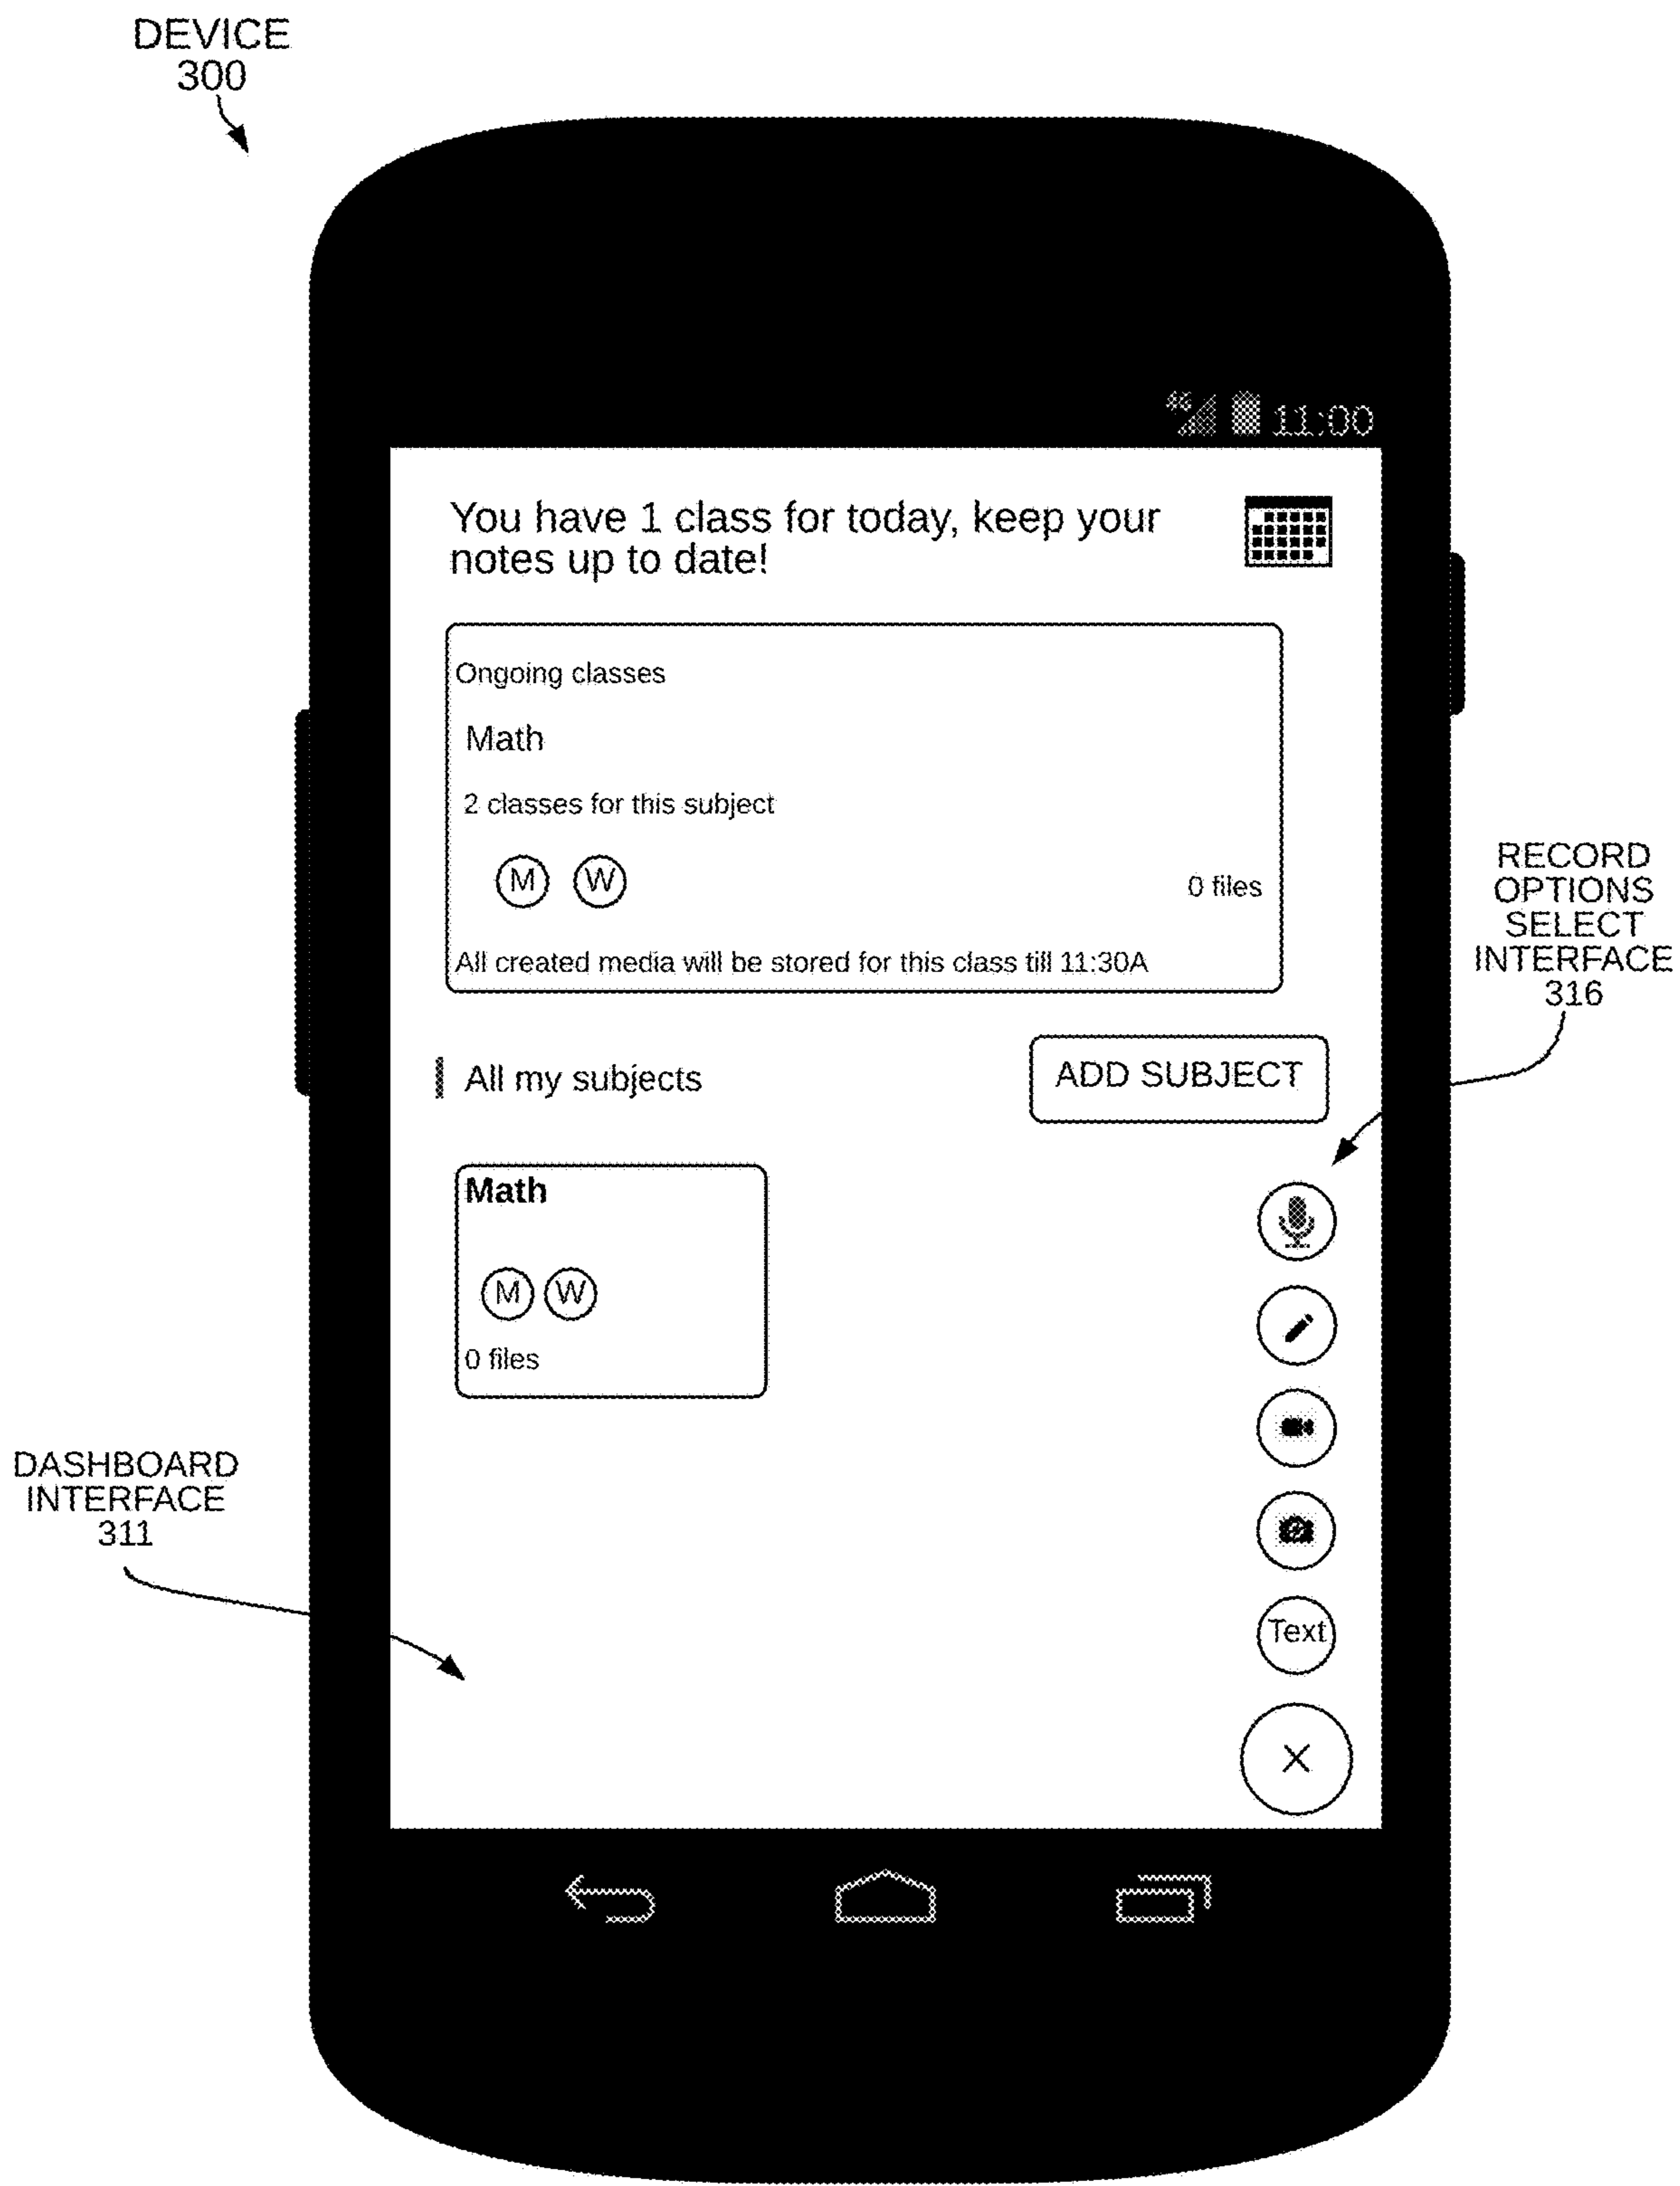 DEVICE
300
4G 11:00
You have 1 class for today, keep your
notes up to date!
Ongoing classes
Math
2 classes for this subject
M W
0 files
All created media will be stored for this class till 11:30A
RECORD
OPTIONS
SELECT
INTERFACE
316
All my subjects
ADD SUBJECT
Math
M W
0 files
DASHBOARD
INTERFACE
311
Text